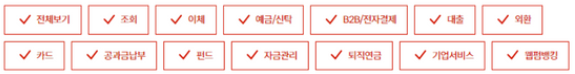 전체보기 조회 이체 예금/신탁 B2B/전자결제 대출 외환
카드 공과금납부 펀드 자금관리 퇴직연금 기업서비스 앱팜뱅킹